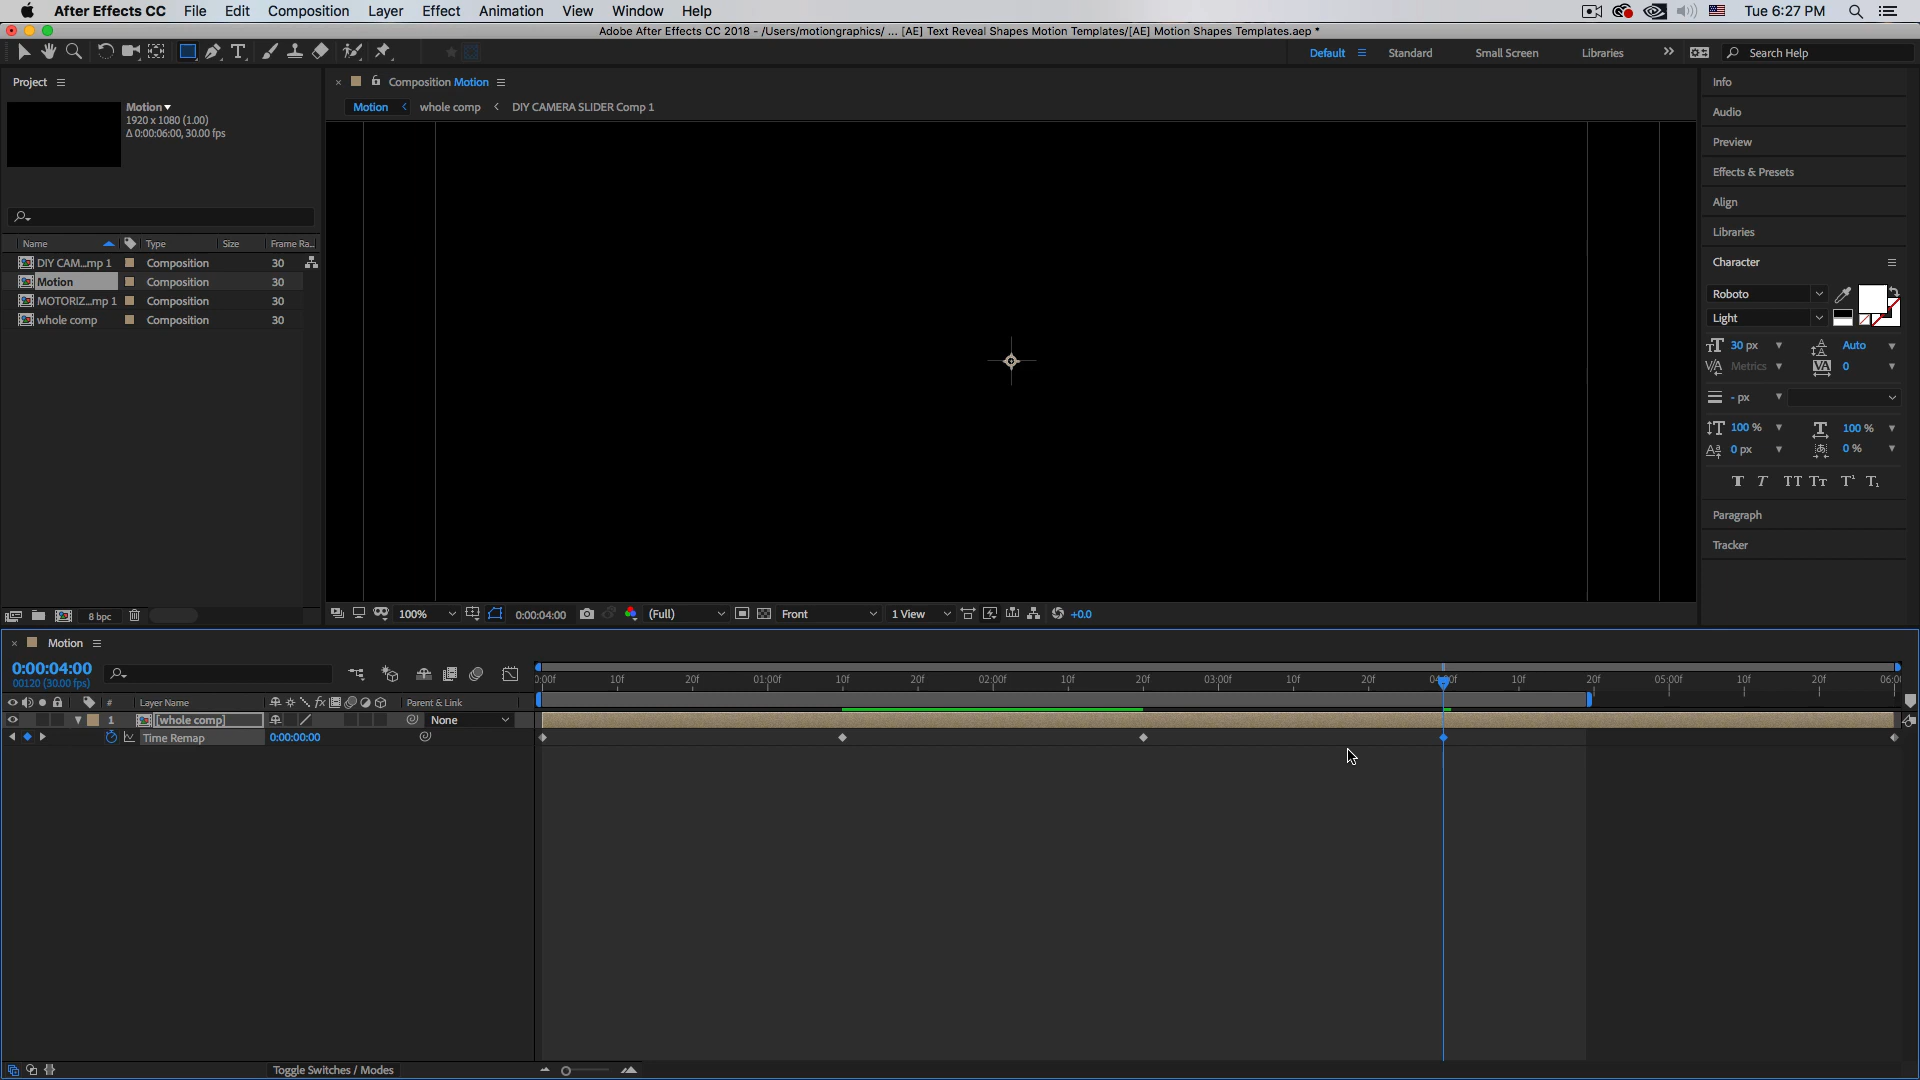 After Effects CC File Edit Composition Layer Effect Animation View Window Help Tue 6:27 PM
Adobe After Effects CC 2018 - /Users/motiongraphics/ ... [AE] Text Reveal Shapes Motion Templates/[AE] Motion Shapes Templates.aep *
Default Standard Small Screen Libraries Search Help
Project
Motion
1920 x 1080 (1.00)
Δ 0:00:06:00, 30.00 fps
Name Type Size Frame Ra...
DIY CAM...mp 1 Composition 30
Motion Composition 30
MOTORIZ...mp 1 Composition 30
whole comp Composition 30
8 bpc
Composition Motion
Motion whole comp DIY CAMERA SLIDER Comp 1
100% 0:00:04:00 (Full) Front 1 View +0.0
Info
Audio
Preview
Effects & Presets
Align
Libraries
Character
Roboto
Light
30 px Auto
Metrics 0
- px
100 % 100 %
0 px 0 %
T T TT Tt T¹ T₁
Paragraph
Tracker
Motion
0:00:04:00
00120 (30.00 fps)
# Layer Name Parent & Link
1 [whole comp] None
Time Remap 0:00:00:00
0:00f 10f 20f 01:00f 10f 20f 02:00f 10f 20f 03:00f 10f 20f 04:00f 10f 20f 05:00f 10f 20f 06:00
Toggle Switches / Modes